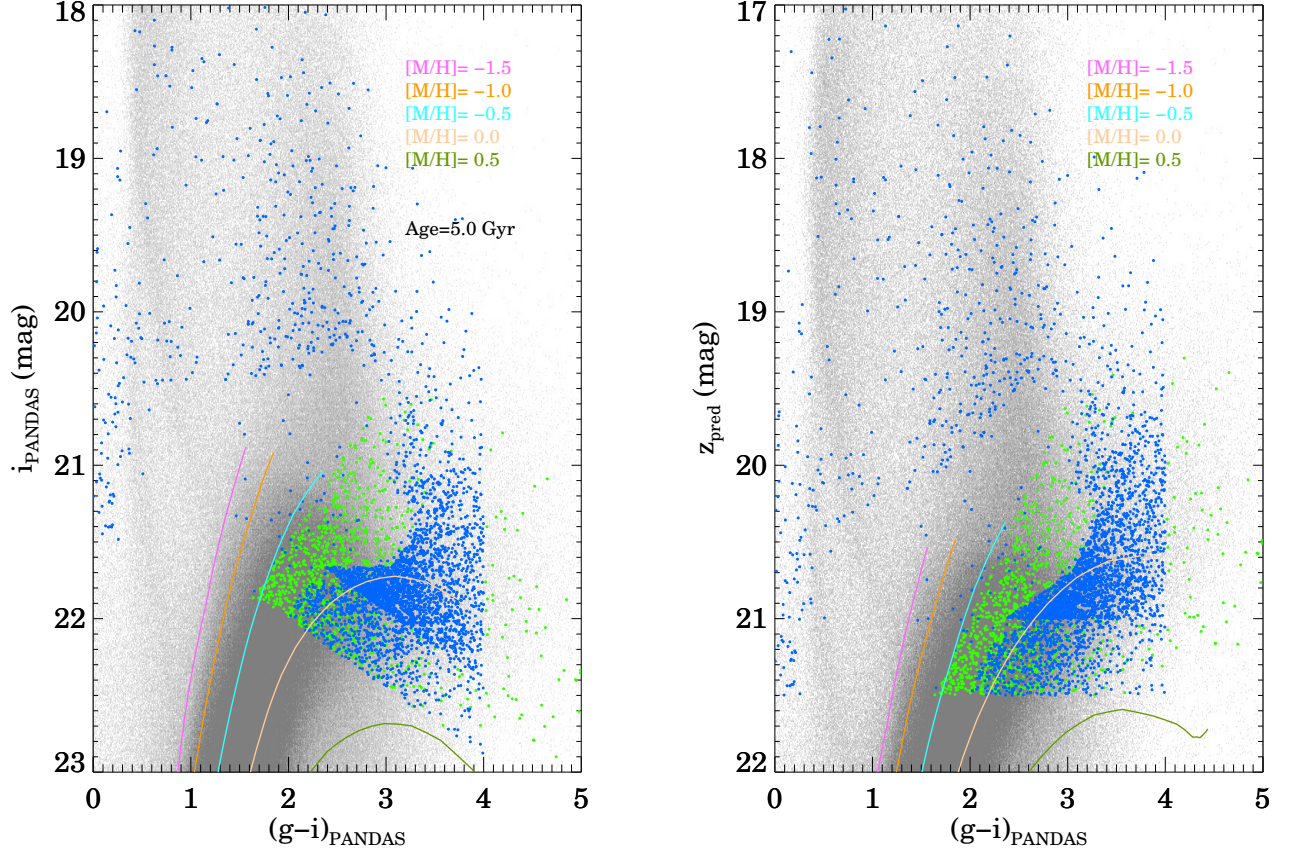 18
19
20
21
22
23
i_PANDAS (mag)
[M/H]= −1.5
[M/H]= −1.0
[M/H]= −0.5
[M/H]= 0.0
[M/H]= 0.5
Age=5.0 Gyr
0 1 2 3 4 5
(g−i)_PANDAS
17
18
19
20
21
22
z_pred (mag)
[M/H]= −1.5
[M/H]= −1.0
[M/H]= −0.5
[M/H]= 0.0
[M/H]= 0.5
0 1 2 3 4 5
(g−i)_PANDAS